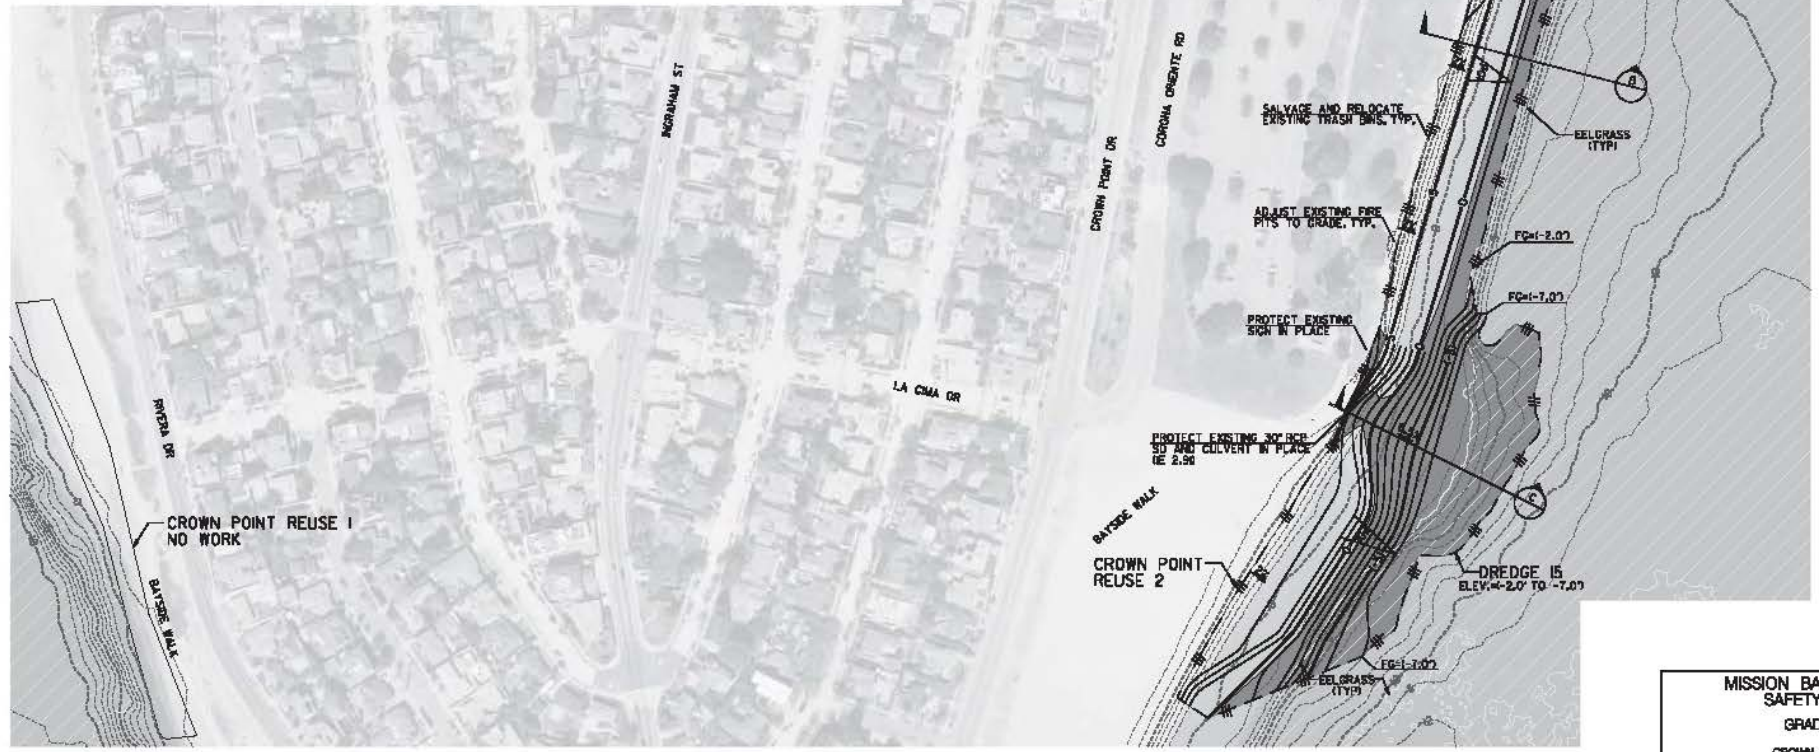 INGRAHAM ST
CORONA ORIENTE RD
CROWN POINT DR
SALVAGE AND RELOCATE
EXISTING TRASH BINS, TYP.
EELGRASS
(TYP)
ADJUST EXISTING FIRE
PITS TO GRADE, TYP.
FG=(-2.0')
FG=(-7.0')
PROTECT EXISTING
SIGN IN PLACE
LA CIMA DR
RIVERA DR
PROTECT EXISTING 30" RCP
SD AND CULVERT IN PLACE
(IE 2.90
BAYSIDE WALK
CROWN POINT REUSE 1
NO WORK
BAYSIDE WALK
CROWN POINT
REUSE 2
DREDGE 15
ELEV.=(-2.0' TO -7.0')
FG=(-7.0')
EELGRASS
(TYP)
C
MISSION BA
SAFETY
GRAD